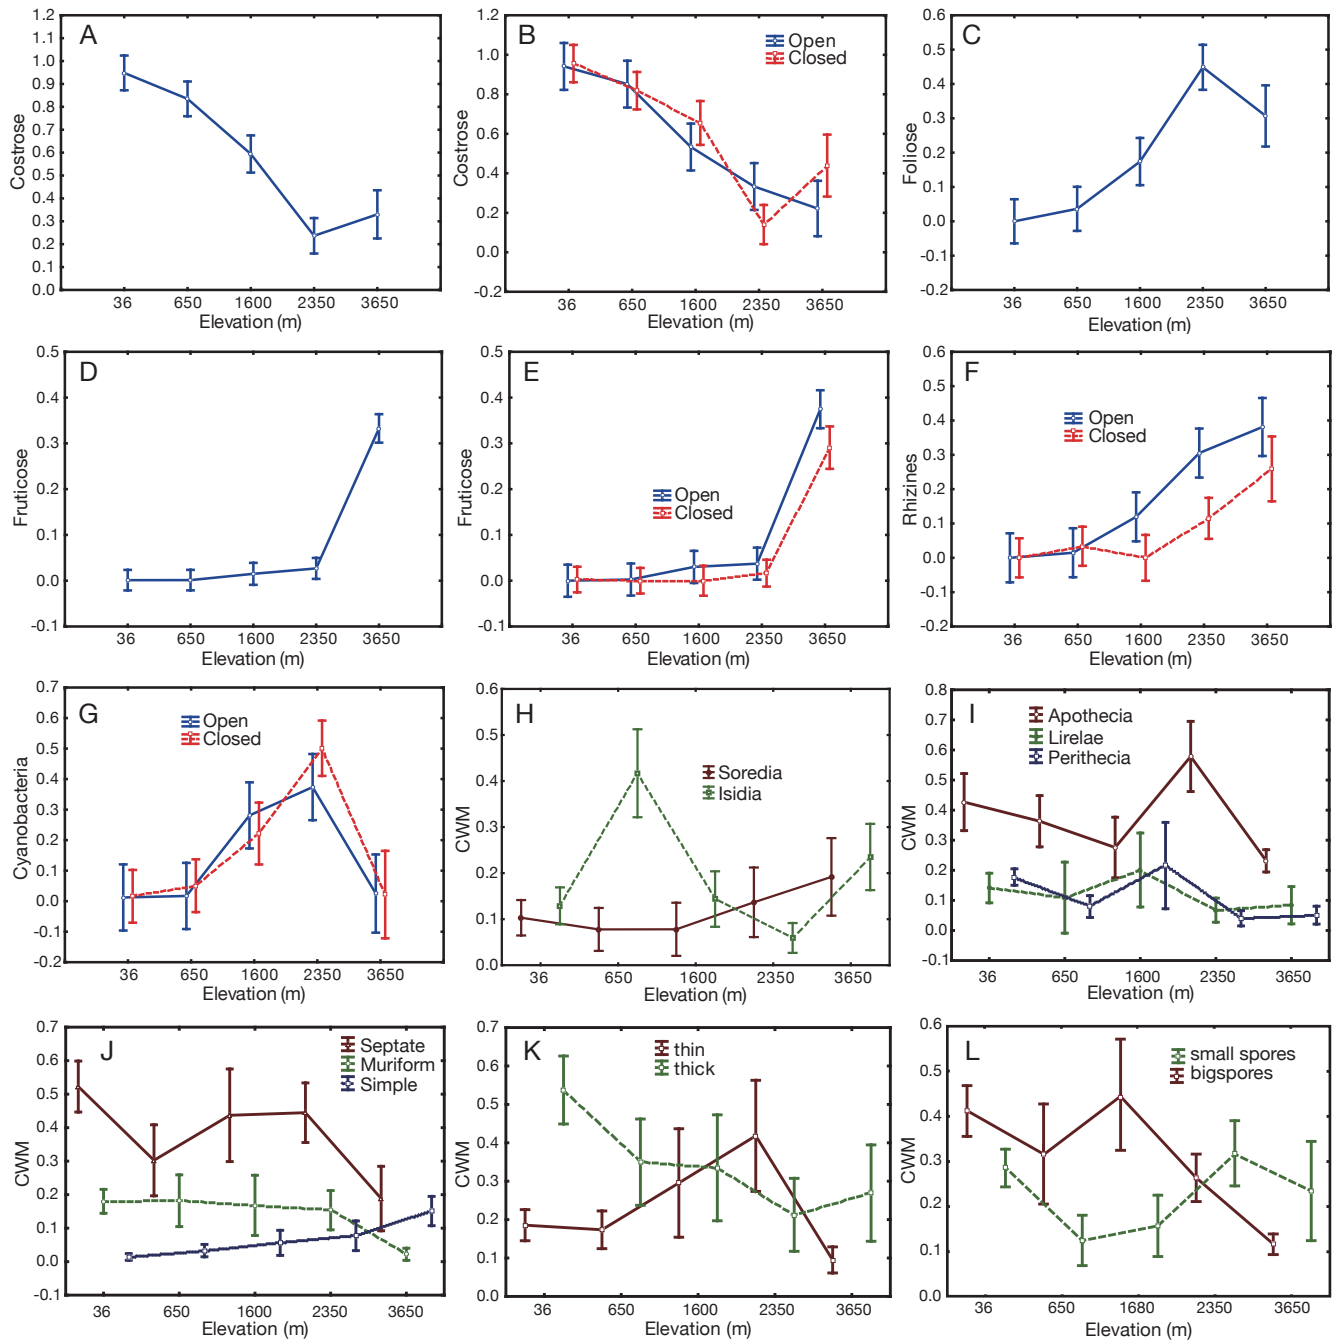 A
1.2
1.1
1.0
0.9
0.8
0.7
0.6
0.5
0.4
0.3
0.2
0.1
0.0
Costrose
36 650 1600 2350 3650
Elevation (m)
B
Open
Closed
1.2
1.0
0.8
0.6
0.4
0.2
0.0
-0.2
Costrose
36 650 1600 2350 3650
Elevation (m)
C
0.6
0.5
0.4
0.3
0.2
0.1
0.0
-0.1
-0.2
Foliose
36 650 1600 2350 3650
Elevation (m)
D
0.5
0.4
0.3
0.2
0.1
0.0
-0.1
Fruticose
36 650 1600 2350 3650
Elevation (m)
E
Open
Closed
0.5
0.4
0.3
0.2
0.1
0.0
-0.1
Fruticose
36 650 1600 2350 3650
Elevation (m)
F
Open
Closed
0.6
0.5
0.4
0.3
0.2
0.1
0.0
-0.1
-0.2
Rhizines
36 650 1600 2350 3650
Elevation (m)
G
Open
Closed
0.7
0.6
0.5
0.4
0.3
0.2
0.1
0.0
-0.1
-0.2
Cyanobacteria
36 650 1600 2350 3650
Elevation (m)
H
Soredia
Isidia
0.6
0.4
0.3
0.1
0.0
CWM
36 650 1600 2350 3650
Elevation (m)
I
Apothecia
Lirelae
Perithecia
0.8
0.7
0.6
0.5
0.4
0.3
0.2
0.1
0.0
-0.1
CWM
36 650 1600 2350 3650
Elevation (m)
J
Septate
Muriform
Simple
0.7
0.6
0.5
0.4
0.3
0.2
0.1
0.0
-0.1
CWM
36 650 1600 2350 3650
Elevation (m)
K
thin
thick
0.7
0.6
0.5
0.4
0.3
0.2
0.1
0.0
CWM
36 650 1600 2350 3650
Elevation (m)
L
small spores
bigspores
0.6
0.5
0.4
0.3
0.2
0.1
0.0
CWM
36 650 1680 2350 3650
Elevation (m)